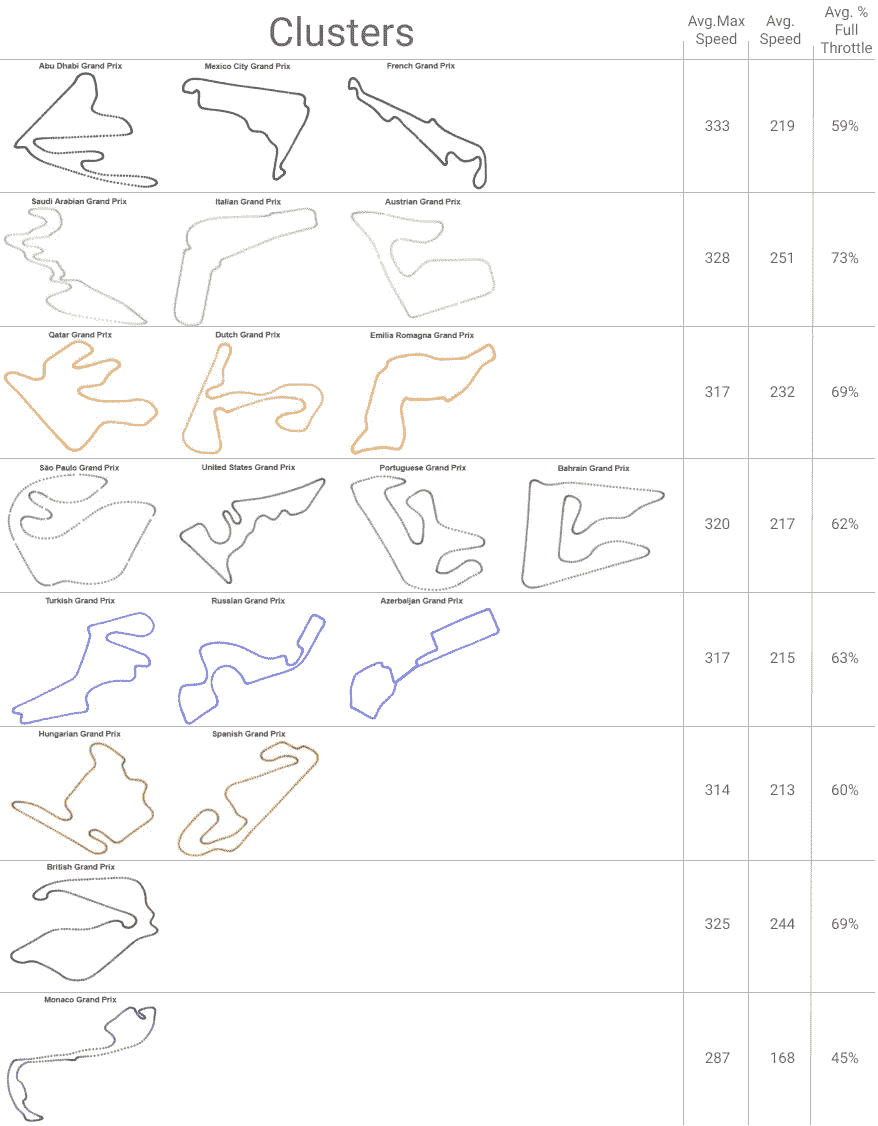 Clusters
Avg.Max
Speed
Avg.
Speed
Avg. %
Full
Throttle
Abu Dhabi Grand Prix
Mexico City Grand Prix
French Grand Prix
333
219
59%
Saudi Arabian Grand Prix
Italian Grand Prix
Austrian Grand Prix
328
251
73%
Qatar Grand Prix
Dutch Grand Prix
Emilia Romagna Grand Prix
317
232
69%
São Paulo Grand Prix
United States Grand Prix
Portuguese Grand Prix
Bahrain Grand Prix
320
217
62%
Turkish Grand Prix
Russian Grand Prix
Azerbaijan Grand Prix
317
215
63%
Hungarian Grand Prix
Spanish Grand Prix
314
213
60%
British Grand Prix
325
244
69%
Monaco Grand Prix
287
168
45%